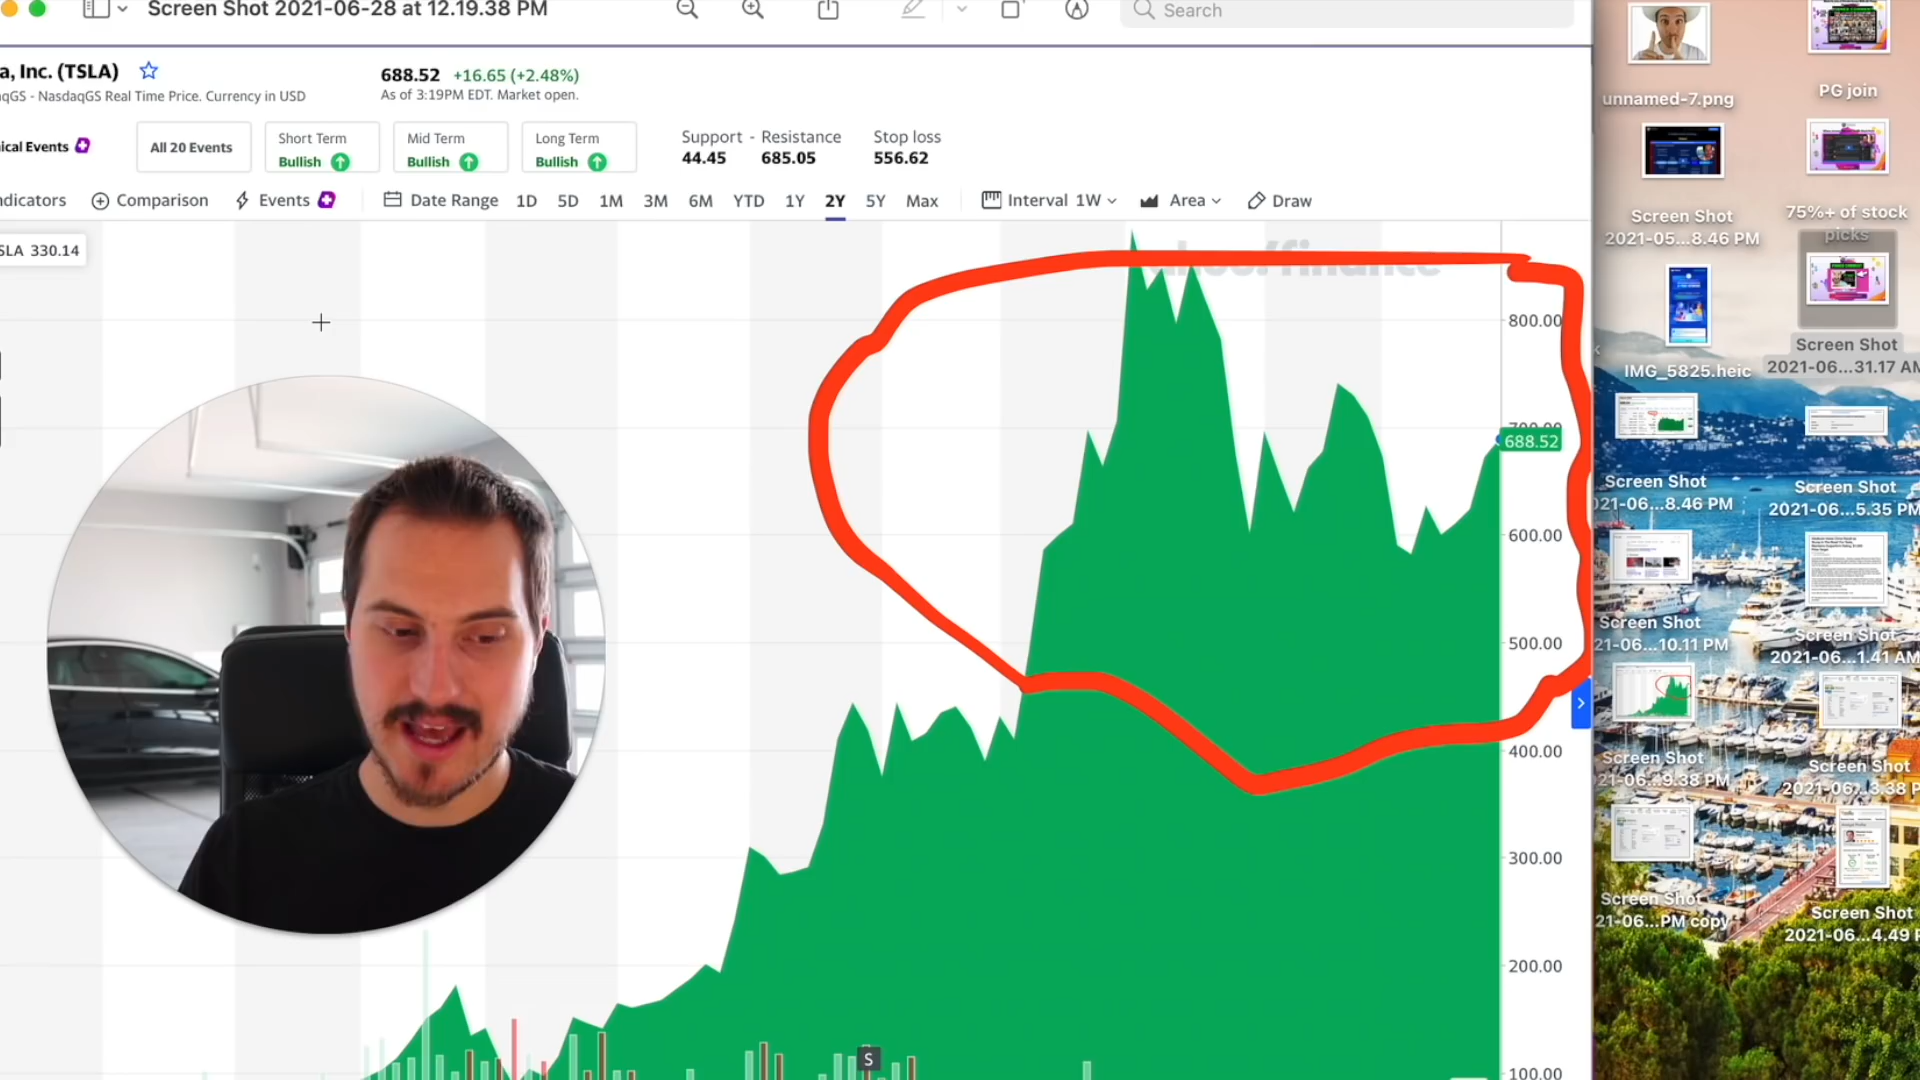 Screen Shot 2021-06-28 at 12.19.38 PM
Search
a, Inc. (TSLA)
688.52 +16.65 (+2.48%)
qGS - NasdaqGS Real Time Price. Currency in USD
As of 3:19PM EDT. Market open.
ical Events
All 20 Events
Short Term
Bullish
Mid Term
Bullish
Long Term
Bullish
Support - Resistance
44.45 685.05
Stop loss
556.62
ndicators
Comparison
Events
Date Range 1D 5D 1M 3M 6M YTD 1Y 2Y 5Y Max
Interval 1W
Area
Draw
SLA 330.14
800.00
688.52
600.00
500.00
400.00
300.00
200.00
100.00
S
unnamed-7.png
PG join
Screen Shot
2021-05...8.46 PM
75%+ of stock
picks
IMG_5825.heic
Screen Shot
2021-06...31.17 AM
Screen Shot
21-06...8.46 PM
Screen Shot
2021-06...5.35 PM
Screen Shot
21-06...10.11 PM
Screen Shot
2021-06...1.41 AM
Screen Shot
21-06...9.38 PM
Screen Shot
2021-06...3.38 P
Screen Shot
21-06...PM copy
Screen Shot
2021-06...4.49 P